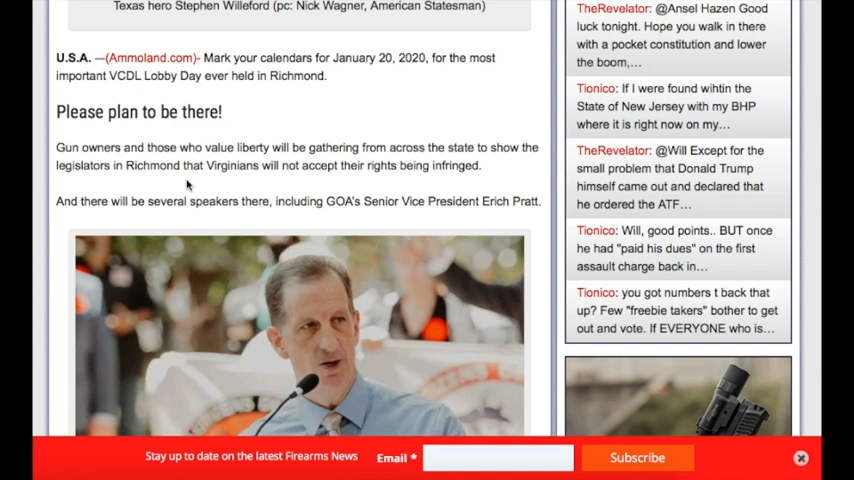 Texas hero Stephen Willeford (pc: Nick Wagner, American Statesman)
U.S.A. —(Ammoland.com)- Mark your calendars for January 20, 2020, for the most
important VCDL Lobby Day ever held in Richmond.
Please plan to be there!
Gun owners and those who value liberty will be gathering from across the state to show the
legislators in Richmond that Virginians will not accept their rights being infringed.
And there will be several speakers there, including GOA's Senior Vice President Erich Pratt.
TheRevelator: @Ansel Hazen Good
luck tonight. Hope you walk in there
with a pocket constitution and lower
the boom,...
Tionico: If I were found wihtin the
State of New Jersey with my BHP
where it is right now on my...
TheRevelator: @Will Except for the
small problem that Donald Trump
himself came out and declared that
he ordered the ATF...
Tionico: Will, good points.. BUT once
he had "paid his dues" on the first
assault charge back in...
Tionico: you got numbers t back that
up? Few "freebie takers" bother to get
out and vote. If EVERYONE who is...
Stay up to date on the latest Firearms News
Email *
Subscribe